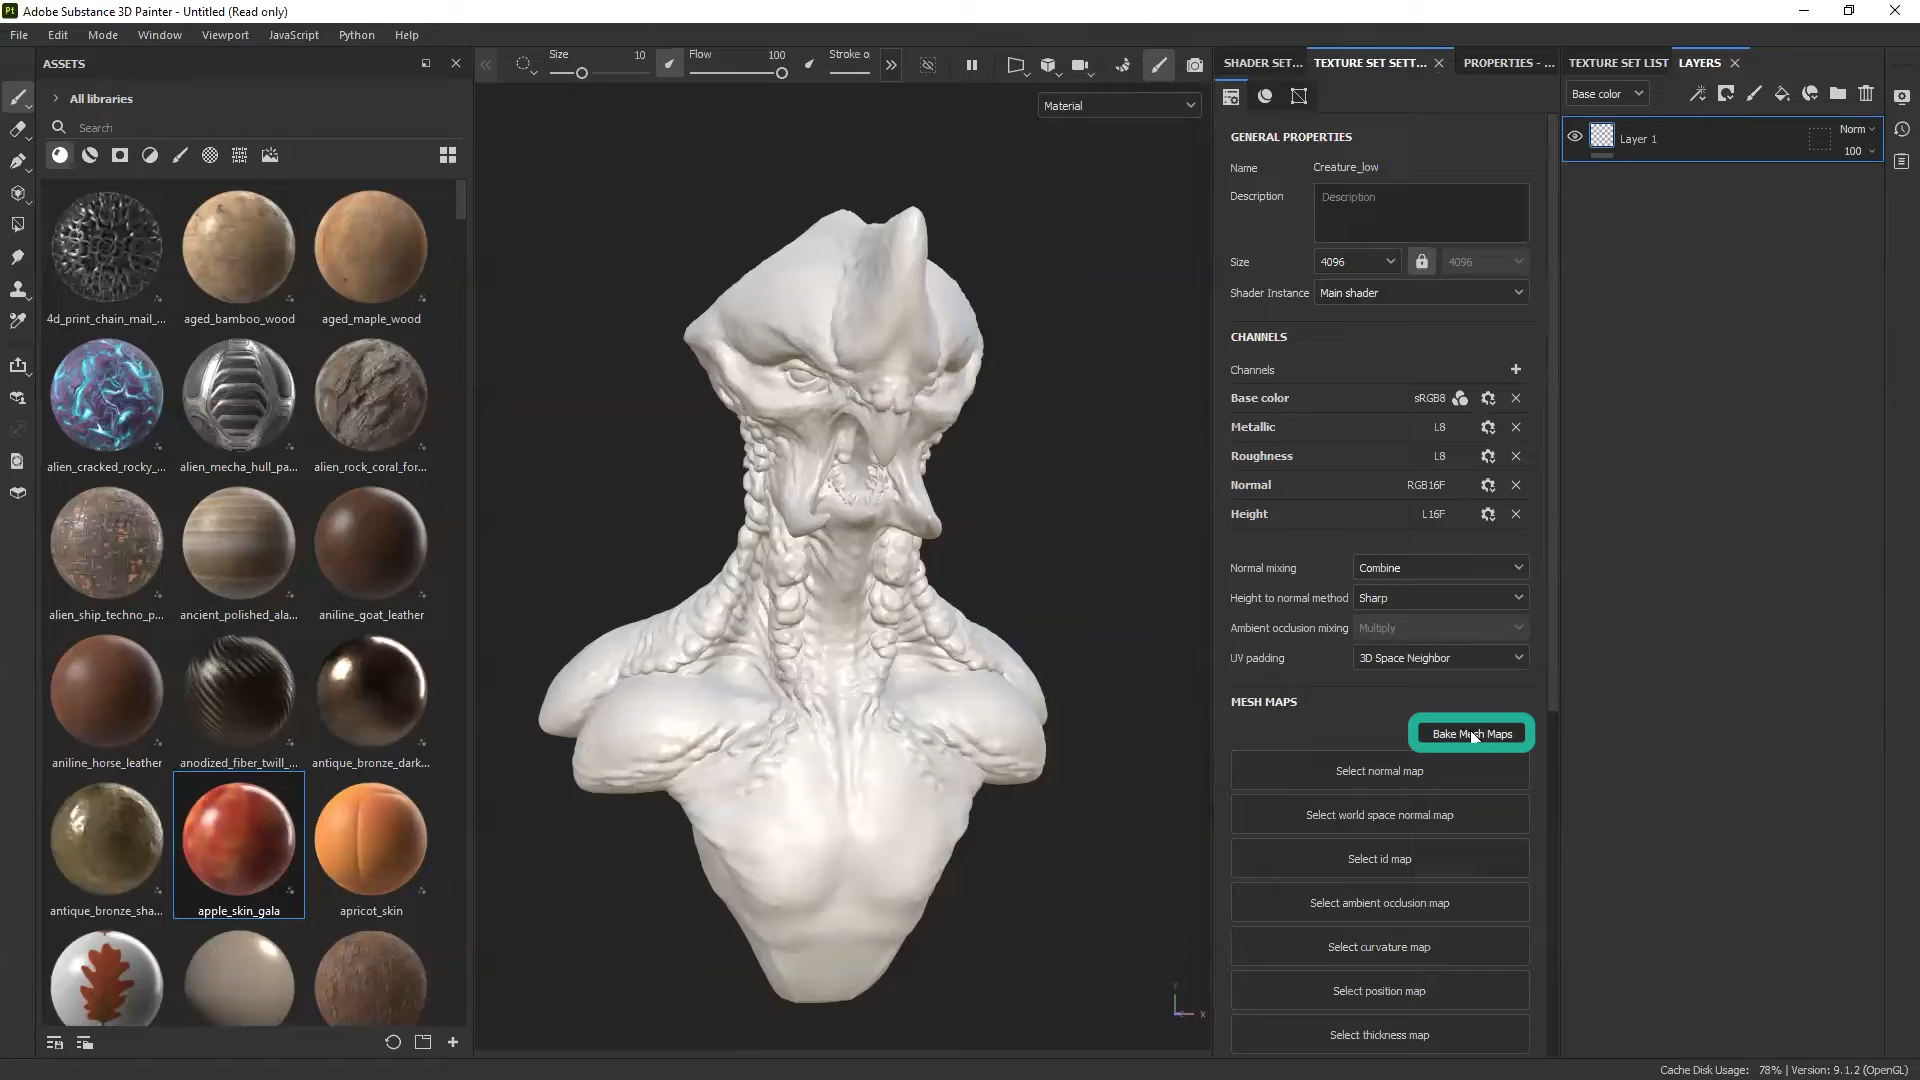 Pt Adobe Substance 3D Painter - Untitled (Read only)
File Edit Mode Window Viewport JavaScript Python Help
ASSETS
All libraries
Search
4d_print_chain_mail_... aged_bamboo_wood aged_maple_wood
alien_cracked_rocky_... alien_mecha_hull_pa... alien_rock_coral_for...
alien_ship_techno_p... ancient_polished_ala... aniline_goat_leather
aniline_horse_leather anodized_fiber_twill_... antique_bronze_dark...
antique_bronze_sha... apple_skin_gala apricot_skin
Size 10 Flow 100 Stroke o
Material
X
SHADER SET... TEXTURE SET SETT... PROPERTIES - ...
GENERAL PROPERTIES
Name Creature_low
Description Description
Size 4096 4096
Shader Instance Main shader
CHANNELS
Channels
Base color sRGB8
Metallic L8
Roughness L8
Normal RGB16F
Height L16F
Normal mixing Combine
Height to normal method Sharp
Ambient occlusion mixing Multiply
UV padding 3D Space Neighbor
MESH MAPS
Bake Mesh Maps
Select normal map
Select world space normal map
Select id map
Select ambient occlusion map
Select curvature map
Select position map
Select thickness map
TEXTURE SET LIST LAYERS
Base color
Layer 1 Norm
100
Cache Disk Usage: 78% | Version: 9.1.2 (OpenGL)